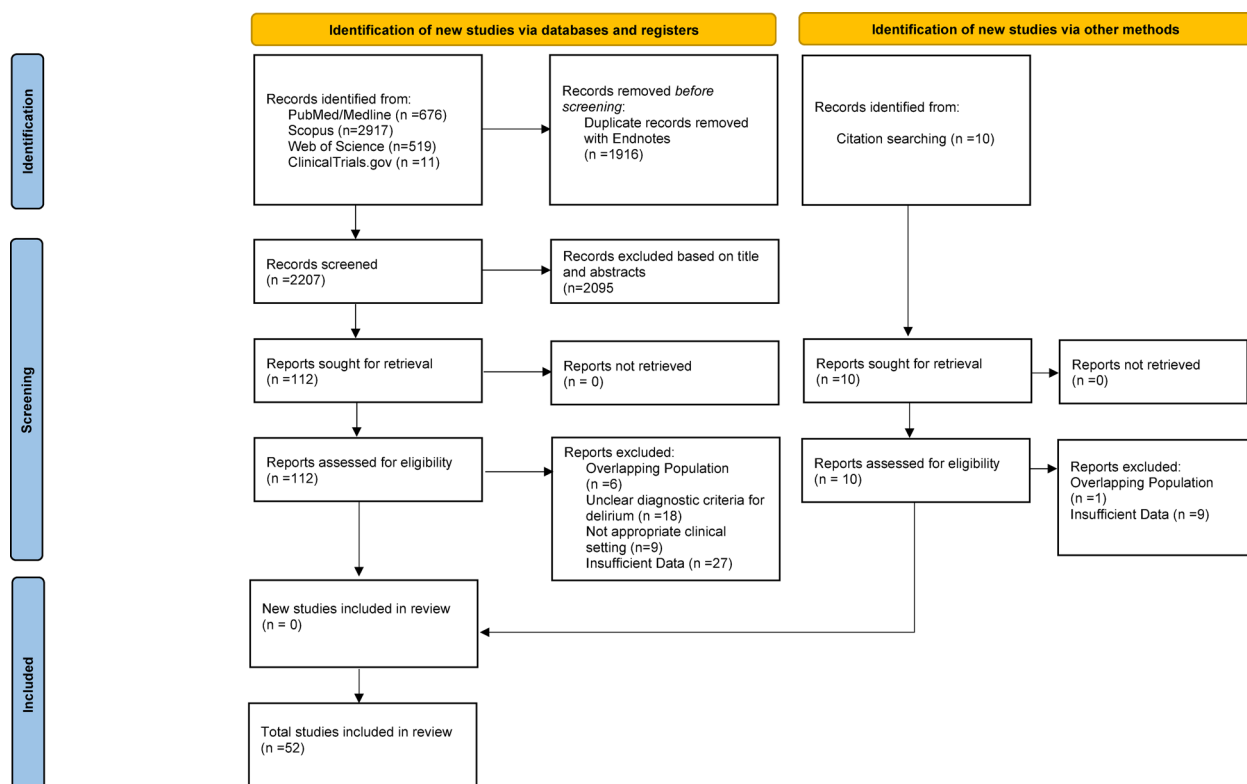 Identification of new studies via databases and registers
Identification of new studies via other methods
Identification
Records identified from:
PubMed/Medline (n =676)
Scopus (n=2917)
Web of Science (n=519)
ClinicalTrials.gov (n =11)
Records removed before
screening:
Duplicate records removed
with Endnotes
(n =1916)
Records identified from:
Citation searching (n =10)
Screening
Records screened
(n =2207)
Records excluded based on title
and abstracts
(n=2095
Reports sought for retrieval
(n =112)
Reports not retrieved
(n = 0)
Reports sought for retrieval
(n =10)
Reports not retrieved
(n =0)
Reports assessed for eligibility
(n =112)
Reports excluded:
Overlapping Population
(n =6)
Unclear diagnostic criteria for
delirium (n =18)
Not appropriate clinical
setting (n=9)
Insufficient Data (n =27)
Reports assessed for eligibility
(n = 10)
Reports excluded:
Overlapping Population
(n =1)
Insufficient Data (n =9)
Included
New studies included in review
(n = 0)
Total studies included in review
(n =52)